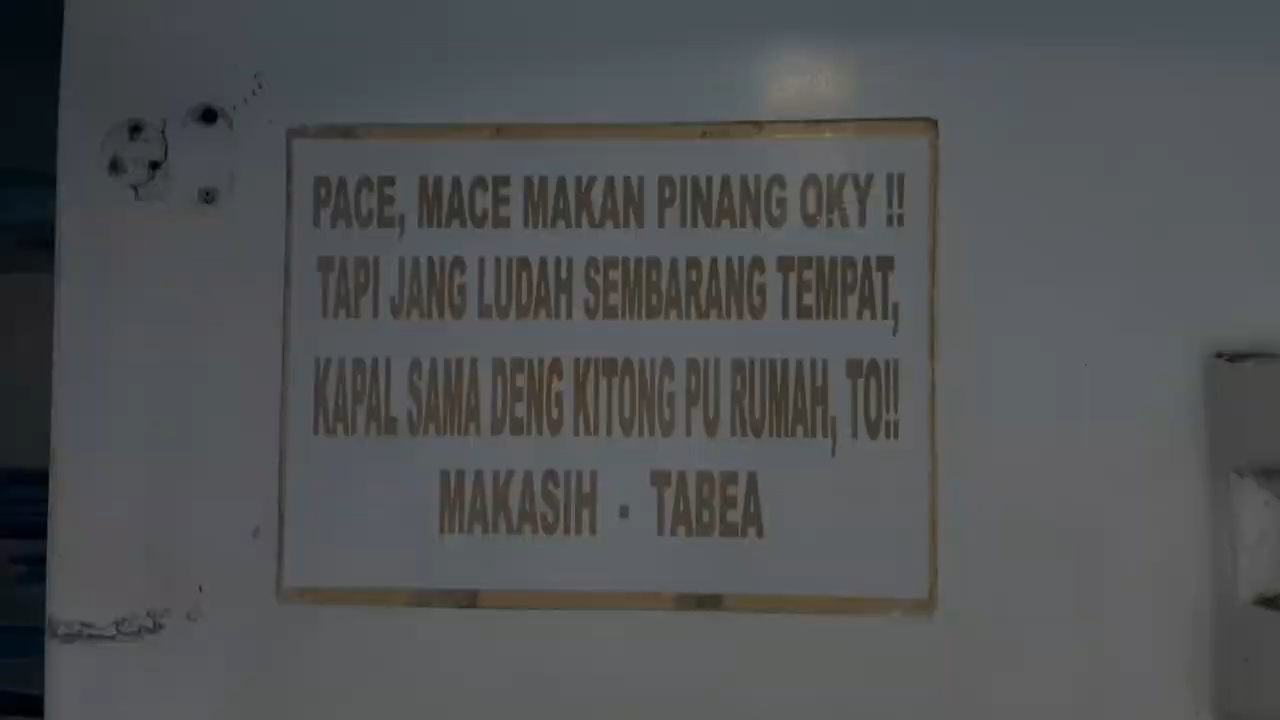 PACE, MACE MAKAN PINANG OKY !!
TAPI JANG LUDAH SEMBARANG TEMPAT,
KAPAL SAMA DENG KITONG PU RUMAH, TO!!
MAKASIH - TABEA